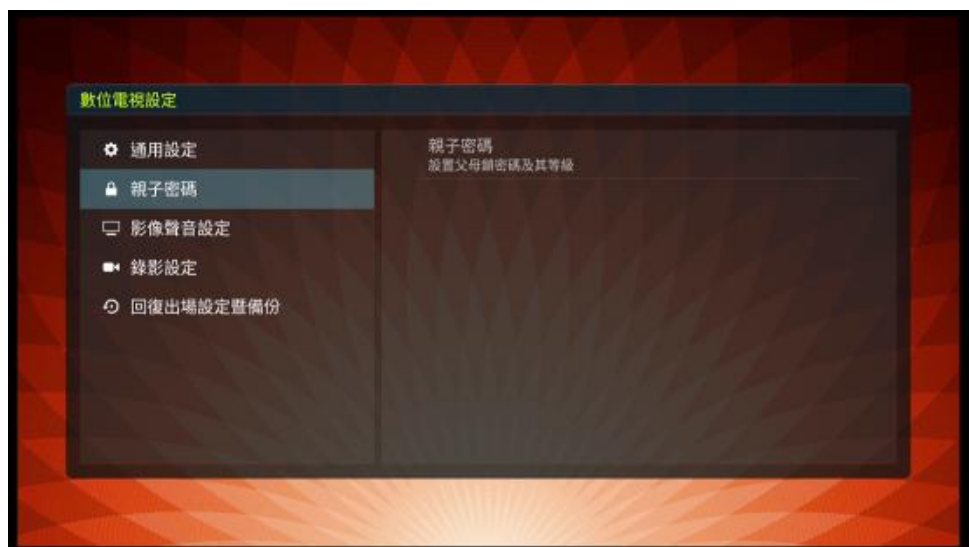 數位電視設定
通用設定
親子密碼
影像聲音設定
錄影設定
回復出場設定暨備份
親子密碼
設置父母鎖密碼及其等級